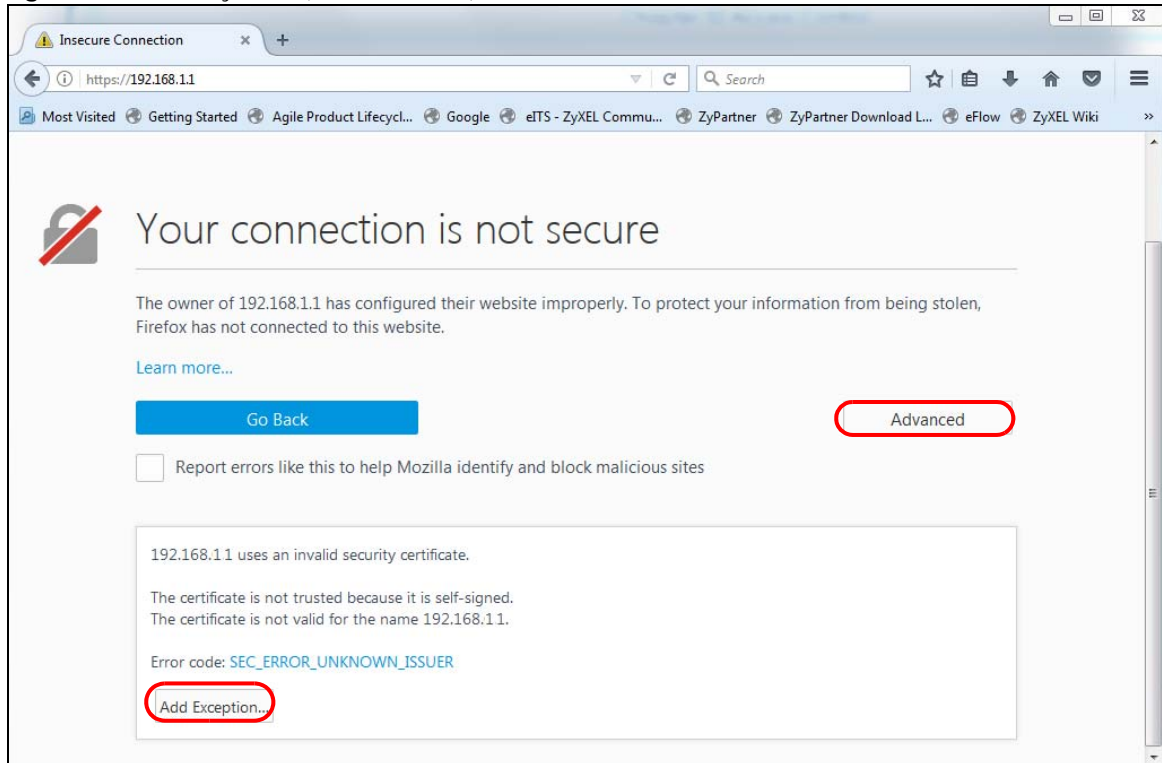 Insecure Connection
https://192.168.1.1
Search
Most Visited Getting Started Agile Product Lifecycl... Google eITS - ZyXEL Commu... ZyPartner ZyPartner Download L... eFlow ZyXEL Wiki »
Your connection is not secure
The owner of 192.168.1.1 has configured their website improperly. To protect your information from being stolen,
Firefox has not connected to this website.
Learn more...
Go Back
Advanced
Report errors like this to help Mozilla identify and block malicious sites
192.168.1.1 uses an invalid security certificate.
The certificate is not trusted because it is self-signed.
The certificate is not valid for the name 192.168.1.1.
Error code: SEC_ERROR_UNKNOWN_ISSUER
Add Exception...